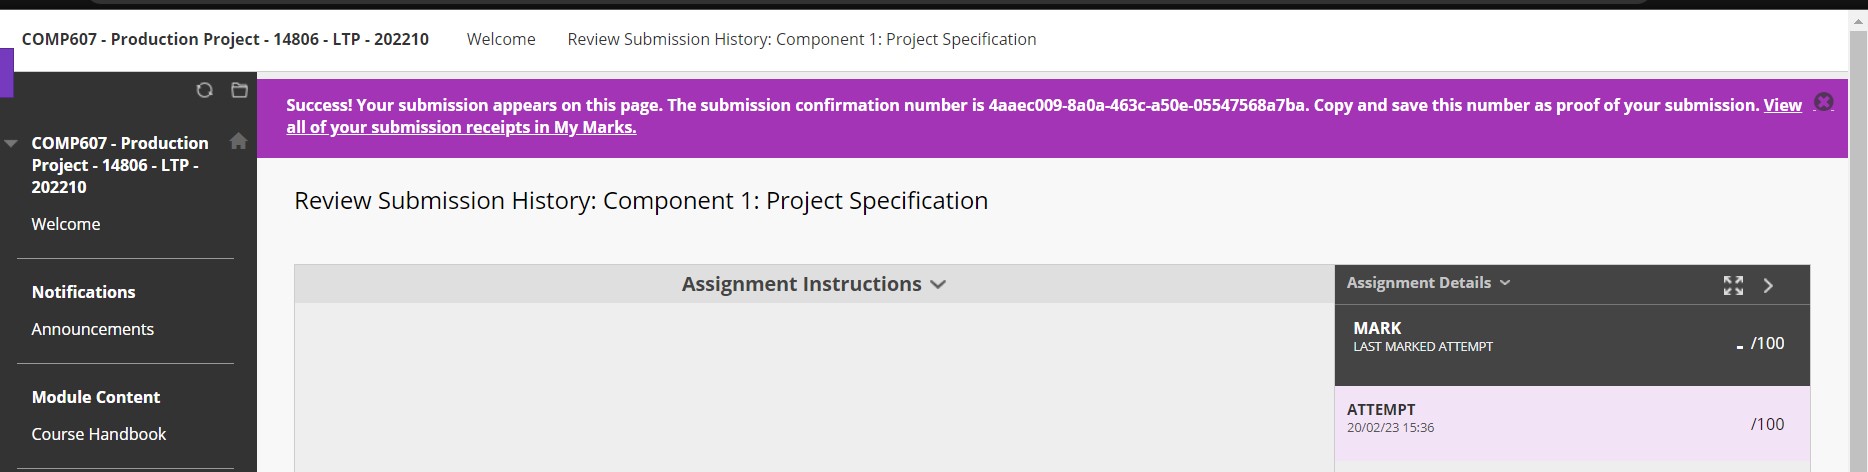 COMP607 - Production Project - 14806 - LTP - 202210 Welcome Review Submission History: Component 1: Project Specification
COMP607 - Production
Project - 14806 - LTP -
202210
Welcome
Notifications
Announcements
Module Content
Course Handbook
Success! Your submission appears on this page. The submission confirmation number is 4aaec009-8a0a-463c-a50e-05547568a7ba. Copy and save this number as proof of your submission. View
all of your submission receipts in My Marks.
Review Submission History: Component 1: Project Specification
Assignment Instructions
Assignment Details
MARK
LAST MARKED ATTEMPT
- /100
ATTEMPT
20/02/23 15:36
/100